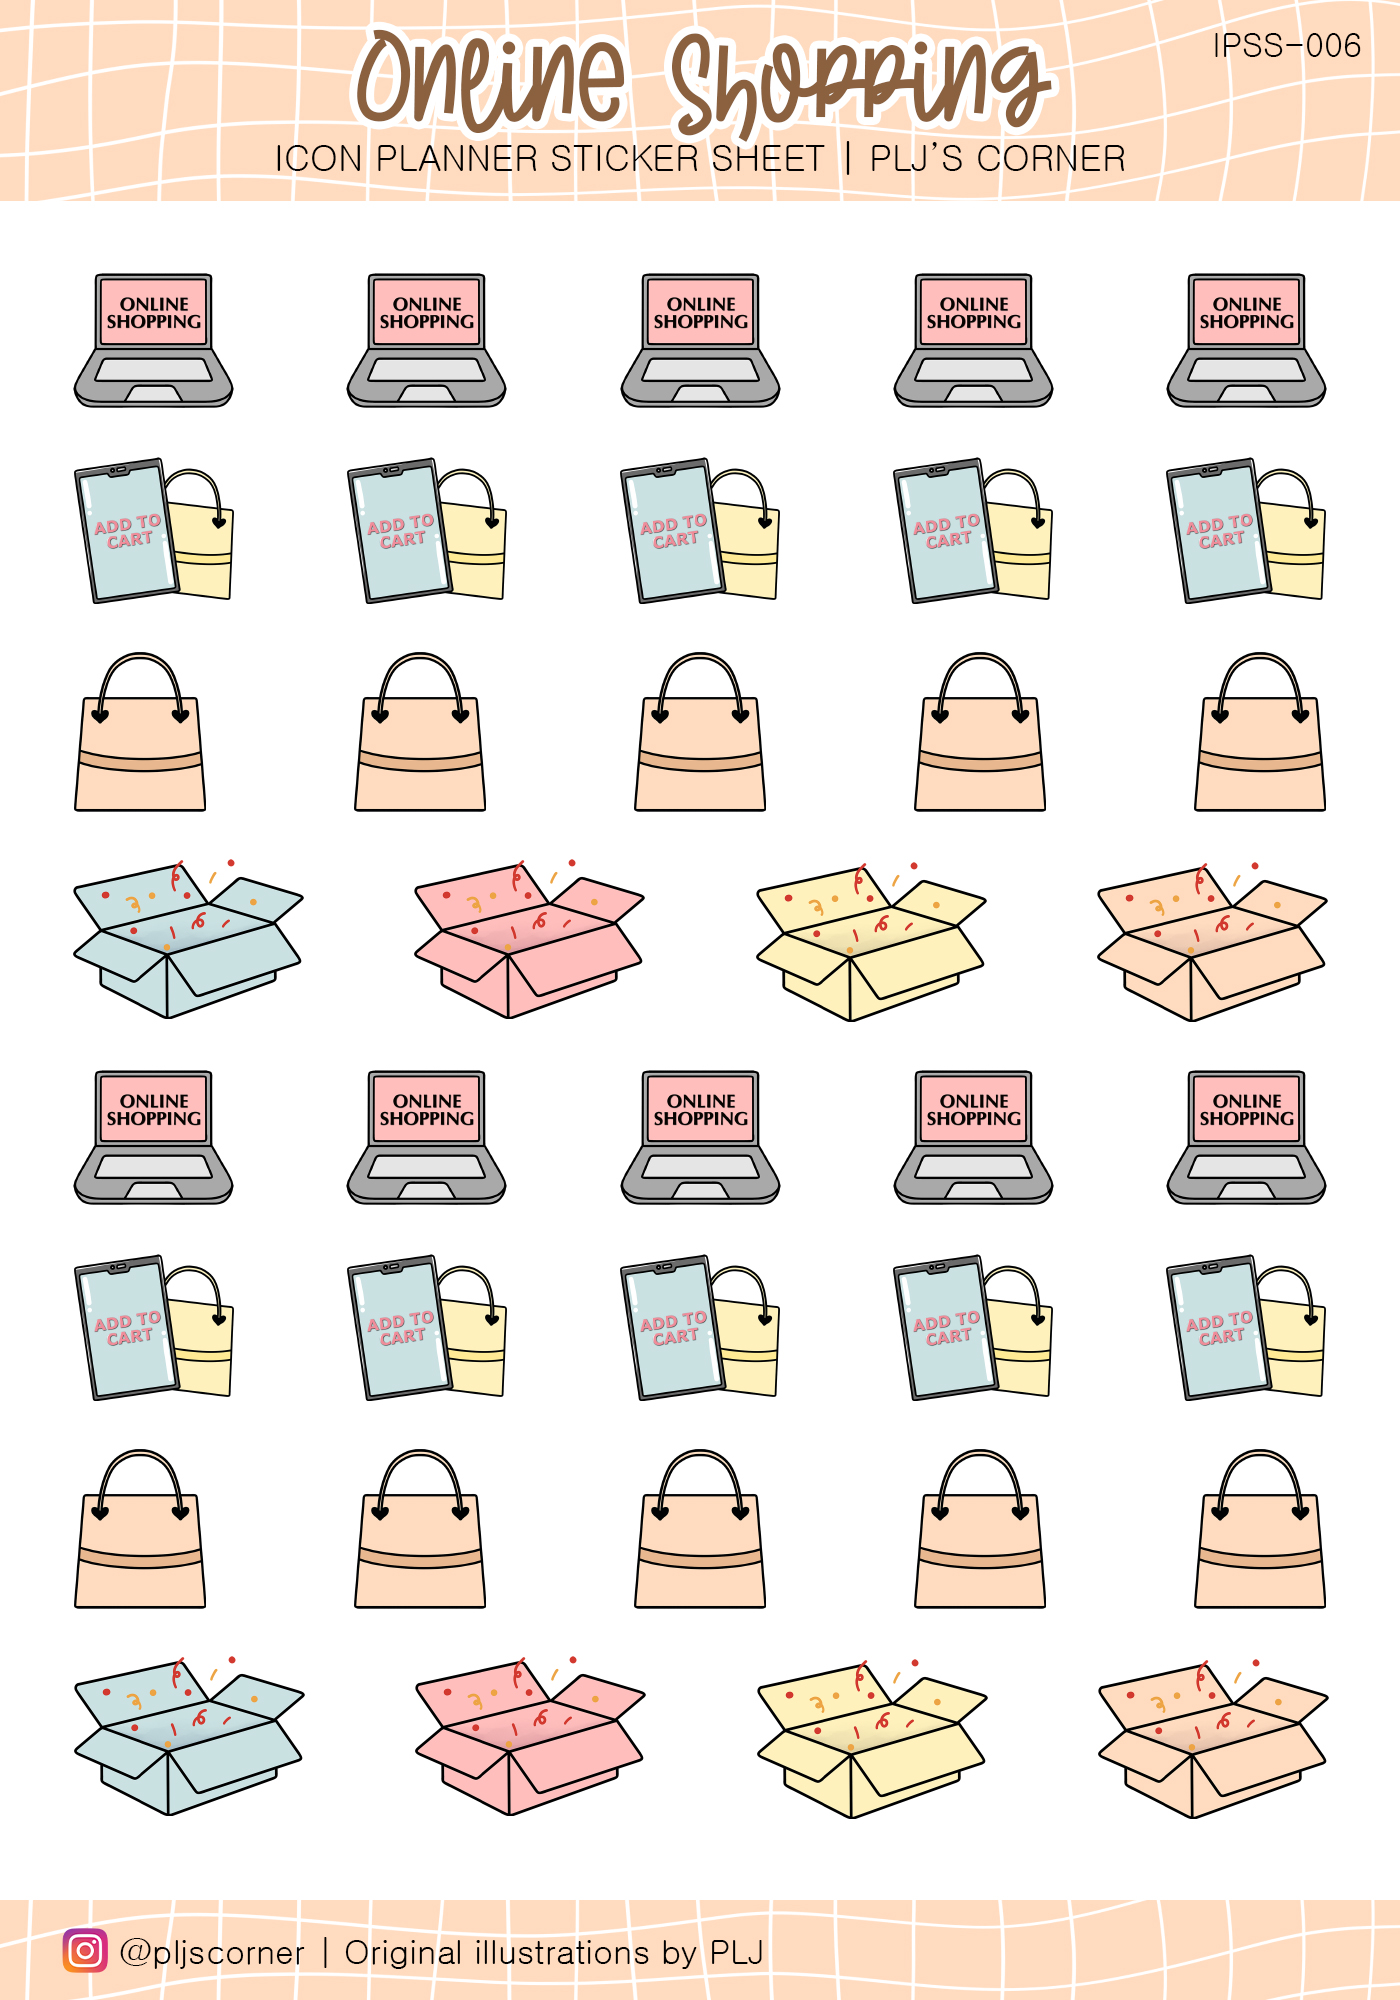 Online Shopping
IPSS-006
ICON PLANNER STICKER SHEET | PLJ'S CORNER
ONLINE ONLINE ONLINE ONLINE ONLINE
SHOPPING SHOPPING SHOPPING SHOPPING SHOPPING
ADD TO ADD TO ADD TO ADD TO ADD TO
CART CART CART CART CART
ONLINE ONLINE ONLINE ONLINE ONLINE
SHOPPING SHOPPING SHOPPING SHOPPING SHOPPING
ADD TO ADD TO ADD TO ADD TO ADD TO
CART CART CART CART CART
@pljscorner | Original illustrations by PLJ